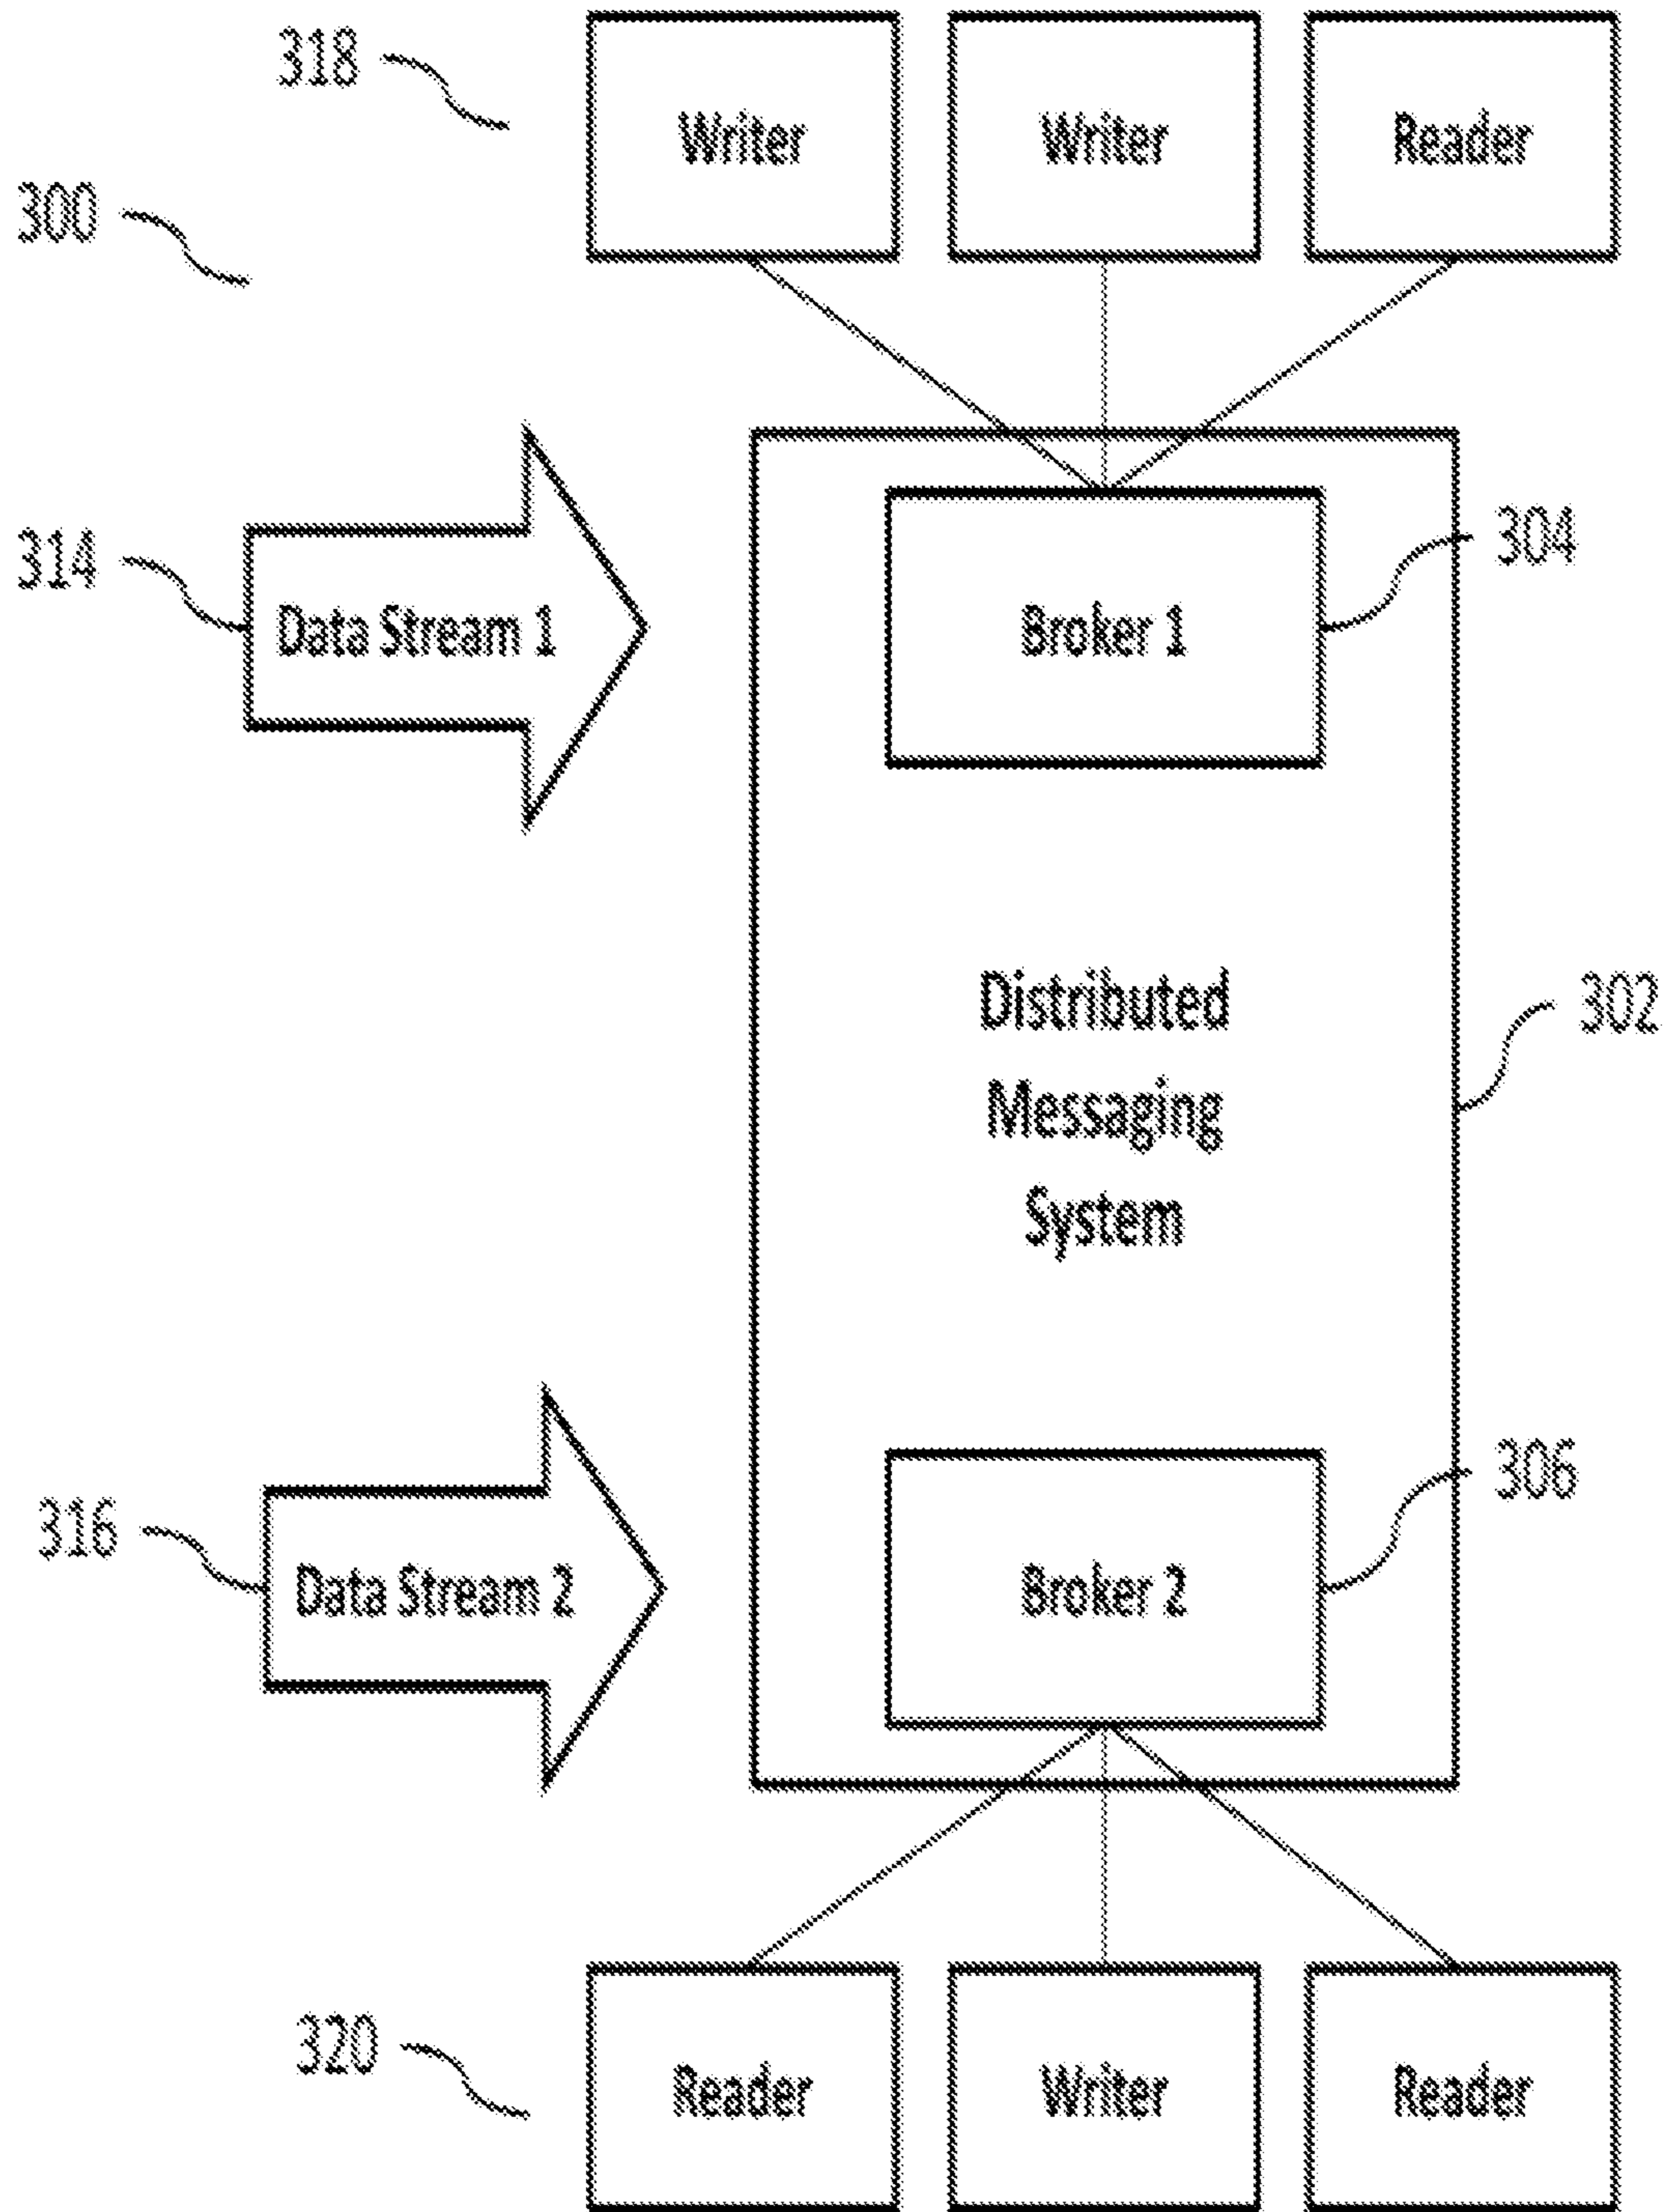 318
Writer
Writer
Reader
300
314
Data Stream 1
Broker 1
304
Distributed
Messaging
System
302
316
Data Stream 2
Broker 2
306
320
Reader
Writer
Reader